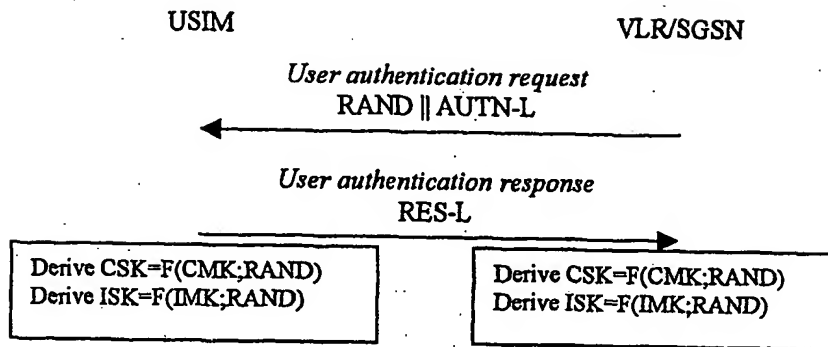 USIM VLR/SGSN
User authentication request
RAND || AUTN-L
User authentication response
RES-L
Derive CSK=F(CMK;RAND)
Derive ISK=F(IMK;RAND)
Derive CSK=F(CMK;RAND)
Derive ISK=F(IMK;RAND)